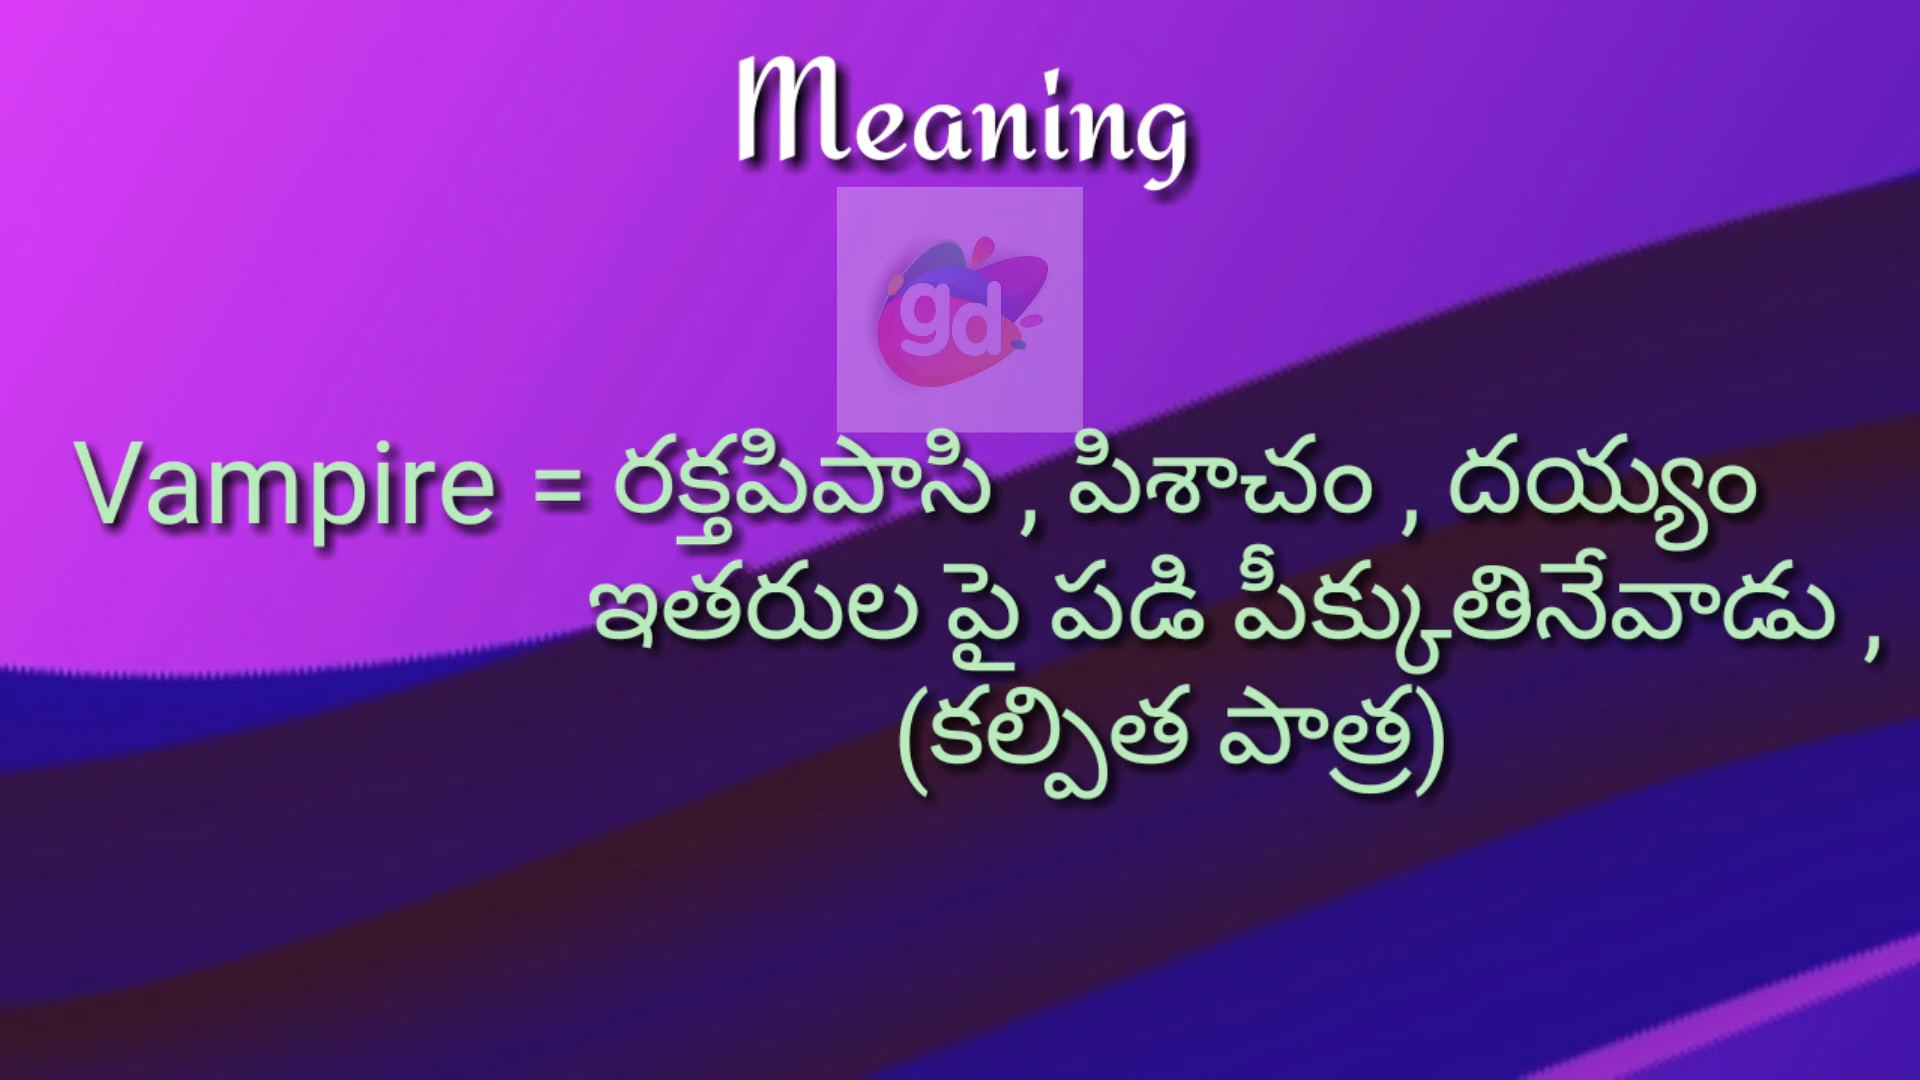 Meaning
gd
Vampire = రక్తపిపాసి , పిశాచం , దయ్యం
ఇతరుల పై పడి పీక్కుతినేవాడు ,
(కల్పిత పాత్ర)